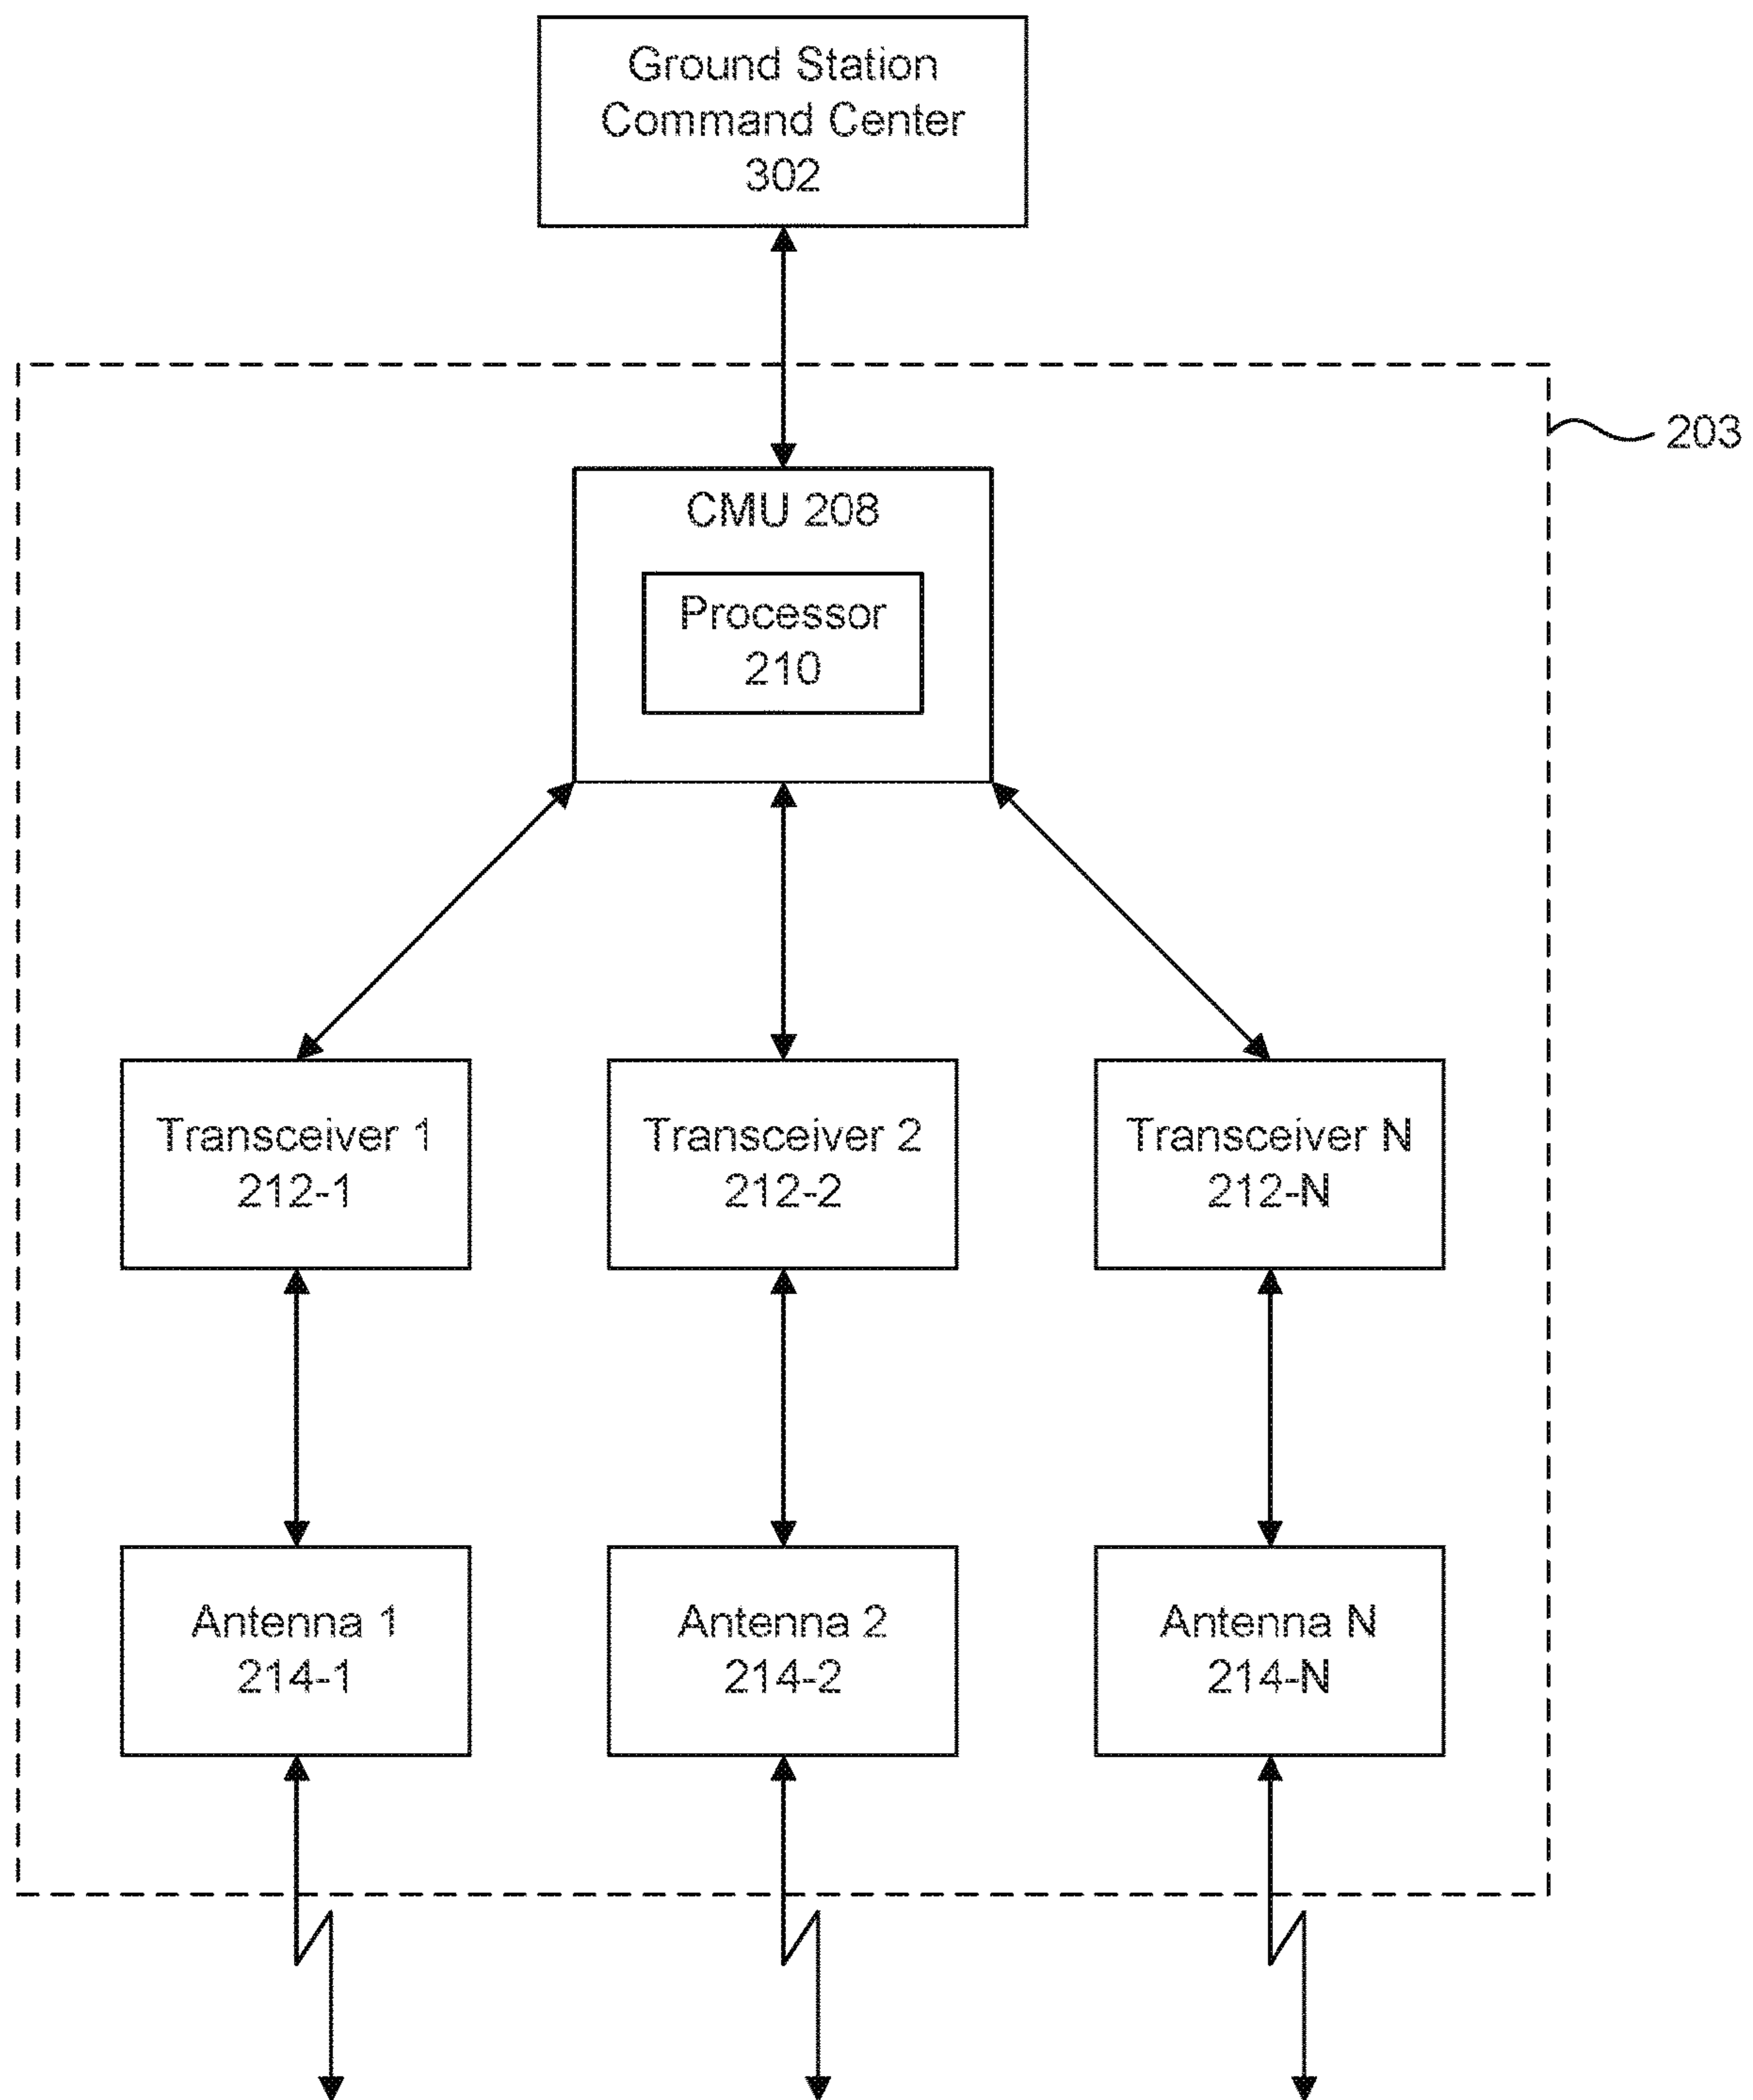 Ground Station
Command Center
302
203
CMU 208
Processor
210
Transceiver 1
212-1
Transceiver 2
212-2
Transceiver N
212-N
Antenna 1
214-1
Antenna 2
214-2
Antenna N
214-N